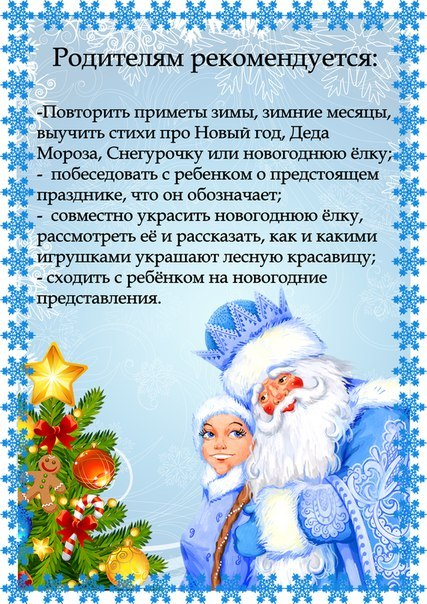 Родителям рекомендуется:
-Повторить приметы зимы, зимние месяцы,
выучить стихи про Новый год, Деда
Мороза, Снегурочку или новогоднюю ёлку;
- побеседовать с ребенком о предстоящем
празднике, что он обозначает;
- совместно украсить новогоднюю ёлку,
рассмотреть её и рассказать, как и какими
игрушками украшают лесную красавицу;
- сходить с ребёнком на новогодние
представления.